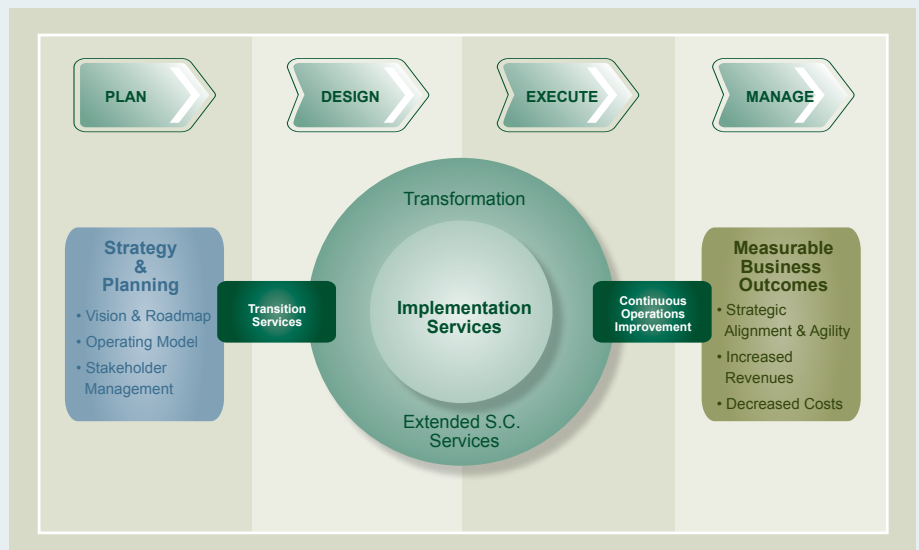 PLAN
DESIGN
EXECUTE
MANAGE
Strategy
&
Planning
• Vision & Roadmap
• Operating Model
• Stakeholder
Management
Transition
Services
Transformation
Implementation
Services
Extended S.C.
Services
Continuous
Operations
Improvement
Measurable
Business
Outcomes
• Strategic
Alignment & Agility
• Increased
Revenues
• Decreased Costs